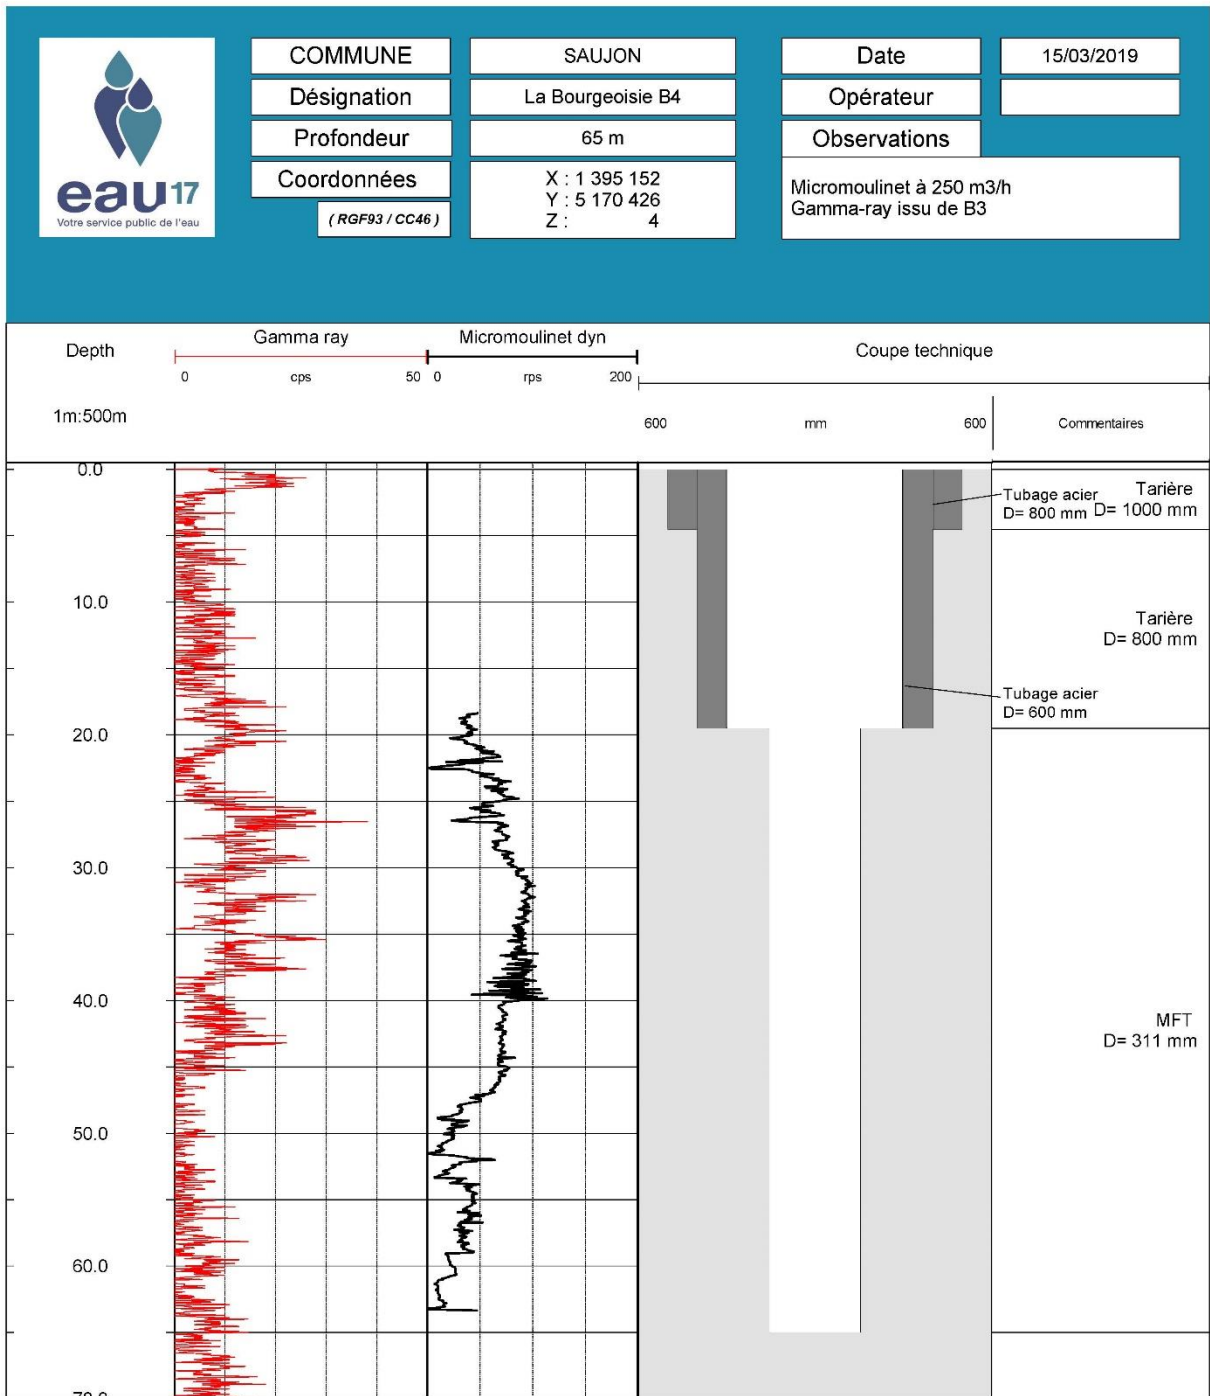 eau17
Votre service public de l'eau
COMMUNE
SAUJON
Désignation
La Bourgeoisie B4
Profondeur
65 m
Coordonnées
( RGF93 / CC46 )
X : 1 395 152
Y : 5 170 426
Z : 4
Date
15/03/2019
Opérateur
Observations
Micromoulinet à 250 m3/h
Gamma-ray issu de B3
Depth
1m:500m
Gamma ray
0 cps 50
Micromoulinet dyn
0 rps 200
Coupe technique
600 mm 600
Commentaires
0.0
10.0
20.0
30.0
40.0
50.0
60.0
70.0
Tubage acier
D= 800 mm
Tarière
D= 1000 mm
Tarière
D= 800 mm
Tubage acier
D= 600 mm
MFT
D= 311 mm